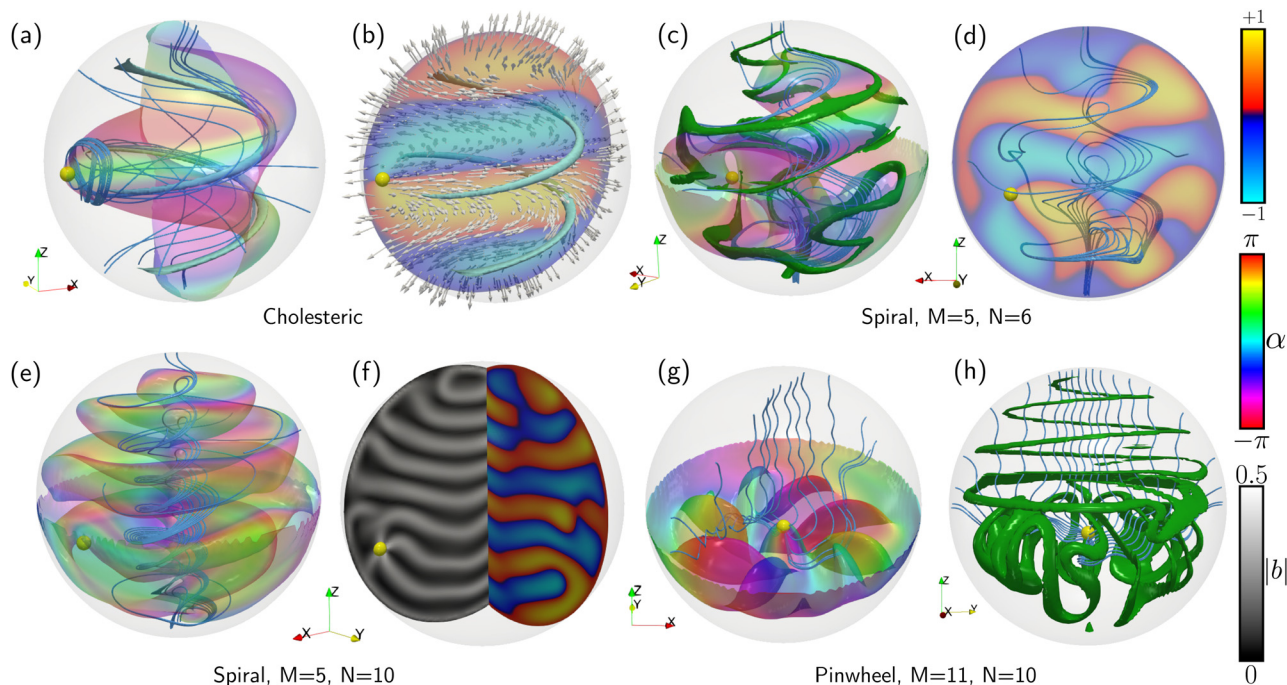 (a)
(b)
(c)
(d)
+1
−1
Z
Y
X
Z
X
Y
Z
X
Y
Cholesteric
Spiral, M=5, N=6
π
α
−π
(e)
(f)
(g)
(h)
Z
X
Y
Z
Y
X
Z
X
Y
0.5
|b|
0
Spiral, M=5, N=10
Pinwheel, M=11, N=10